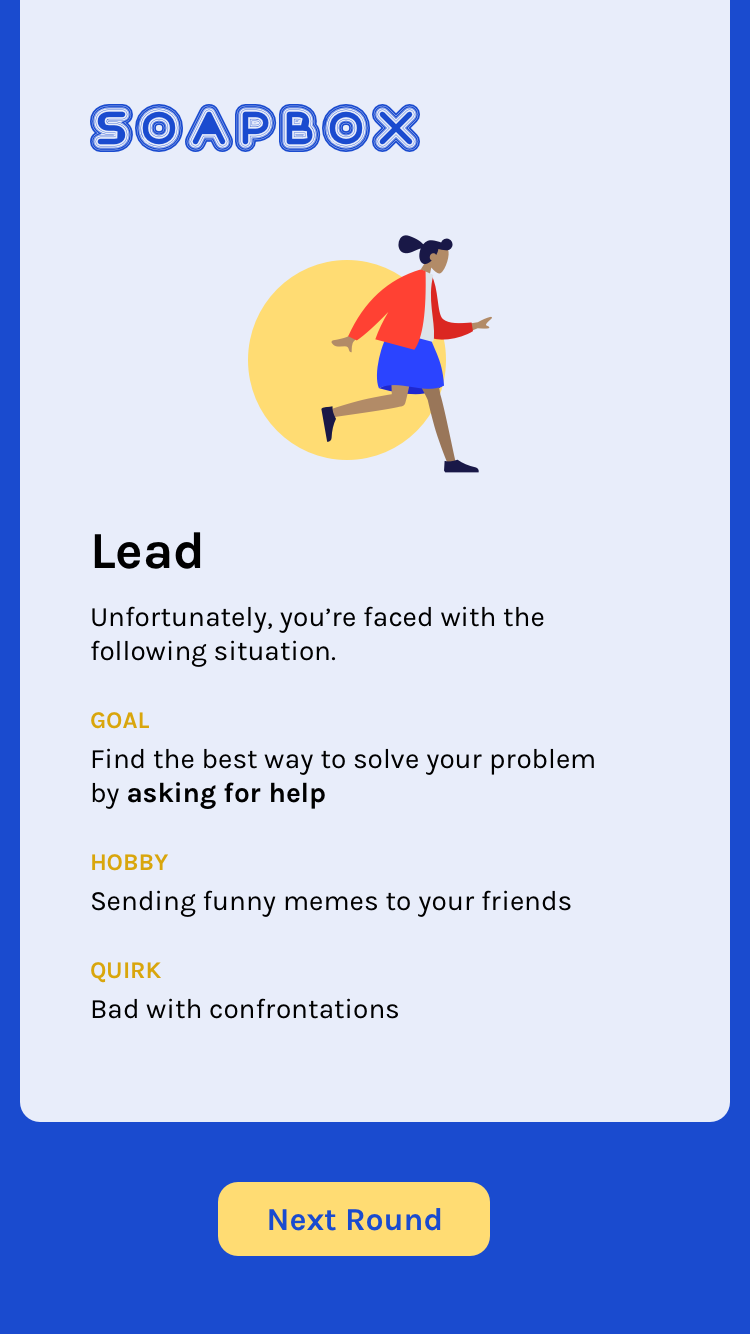 SOAPBOX
Lead
Unfortunately, you’re faced with the
following situation.
GOAL
Find the best way to solve your problem
by asking for help
HOBBY
Sending funny memes to your friends
QUIRK
Bad with confrontations
Next Round